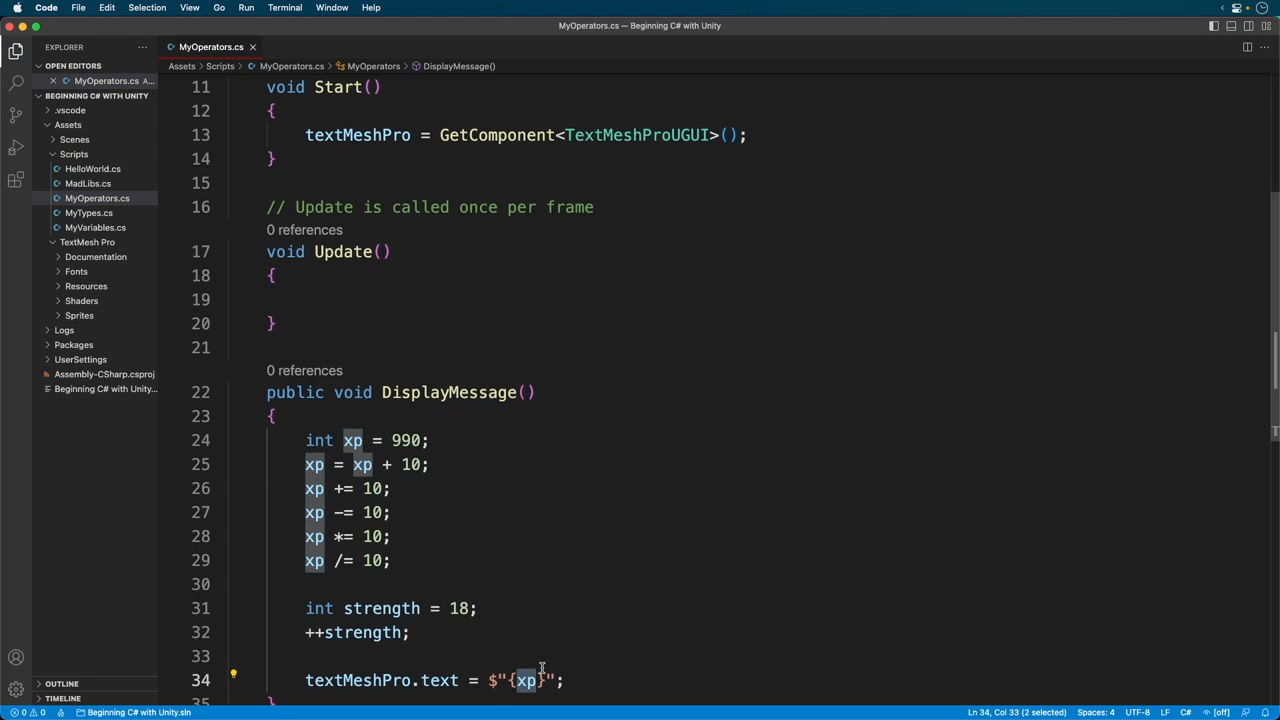 Code File Edit Selection View Go Run Terminal Window Help
MyOperators.cs — Beginning C# with Unity
EXPLORER
OPEN EDITORS
MyOperators.cs A...
BEGINNING C# WITH UNITY
.vscode
Assets
Scenes
Scripts
HelloWorld.cs
MadLibs.cs
MyOperators.cs
MyTypes.cs
MyVariables.cs
TextMesh Pro
Documentation
Fonts
Resources
Shaders
Sprites
Logs
Packages
UserSettings
Assembly-CSharp.csproj
Beginning C# with Unity...
OUTLINE
TIMELINE
MyOperators.cs
Assets > Scripts > MyOperators.cs > MyOperators > DisplayMessage()
11 void Start()
12 {
13 textMeshPro = GetComponent<TextMeshProUGUI>();
14 }
15
16 // Update is called once per frame
0 references
17 void Update()
18 {
19
20 }
21
0 references
22 public void DisplayMessage()
23 {
24 int xp = 990;
25 xp = xp + 10;
26 xp += 10;
27 xp -= 10;
28 xp *= 10;
29 xp /= 10;
30
31 int strength = 18;
32 ++strength;
33
34 textMeshPro.text = $"{xp}";
35 }
0 0 Beginning C# with Unity.sln Ln 34, Col 33 (2 selected) Spaces: 4 UTF-8 LF C# [off]